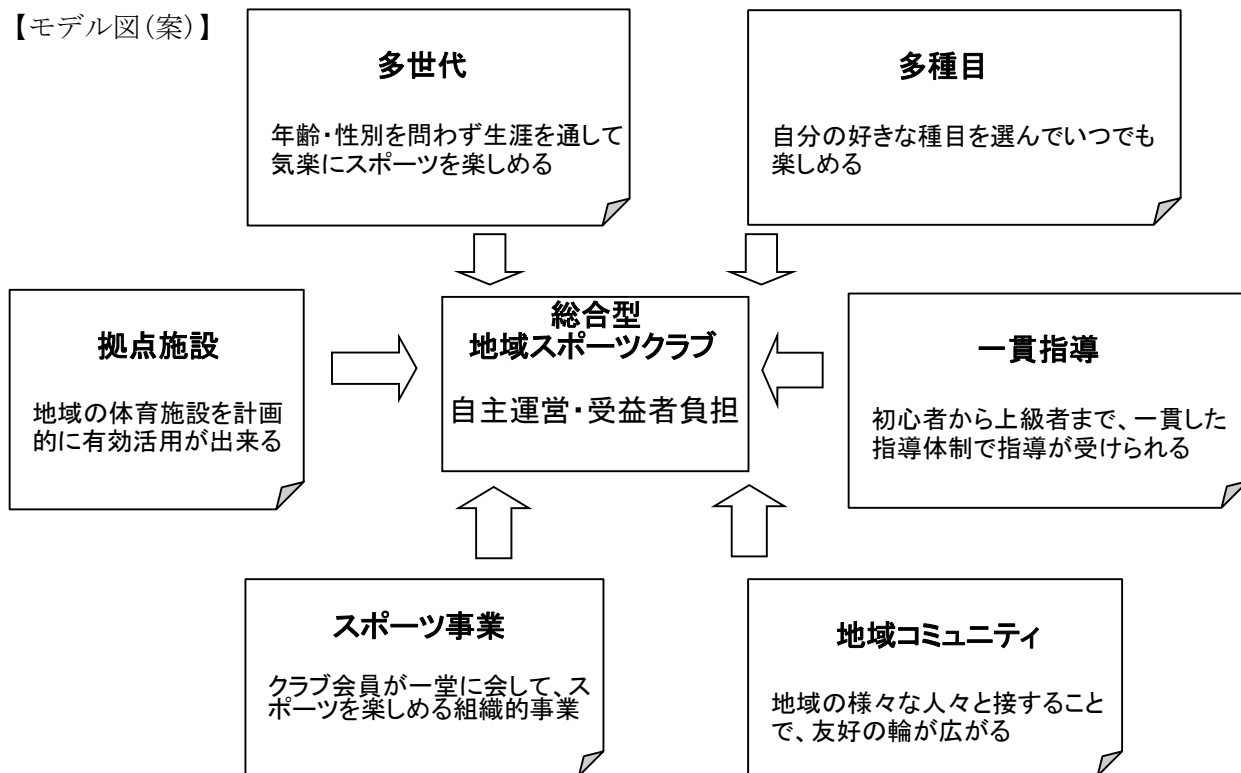 【モデル図(案)】
多世代
年齢・性別を問わず生涯を通して
気楽にスポーツを楽しめる
多種目
自分の好きな種目を選んでいつでも
楽しめる
拠点施設
地域の体育施設を計画
的に有効活用が出来る
総合型
地域スポーツクラブ
自主運営・受益者負担
一貫指導
初心者から上級者まで、一貫した
指導体制で指導が受けられる
スポーツ事業
クラブ会員が一堂に会して、ス
ポーツを楽しめる組織的事業
地域コミュニティ
地域の様々な人々と接すること
で、友好の輪が広がる